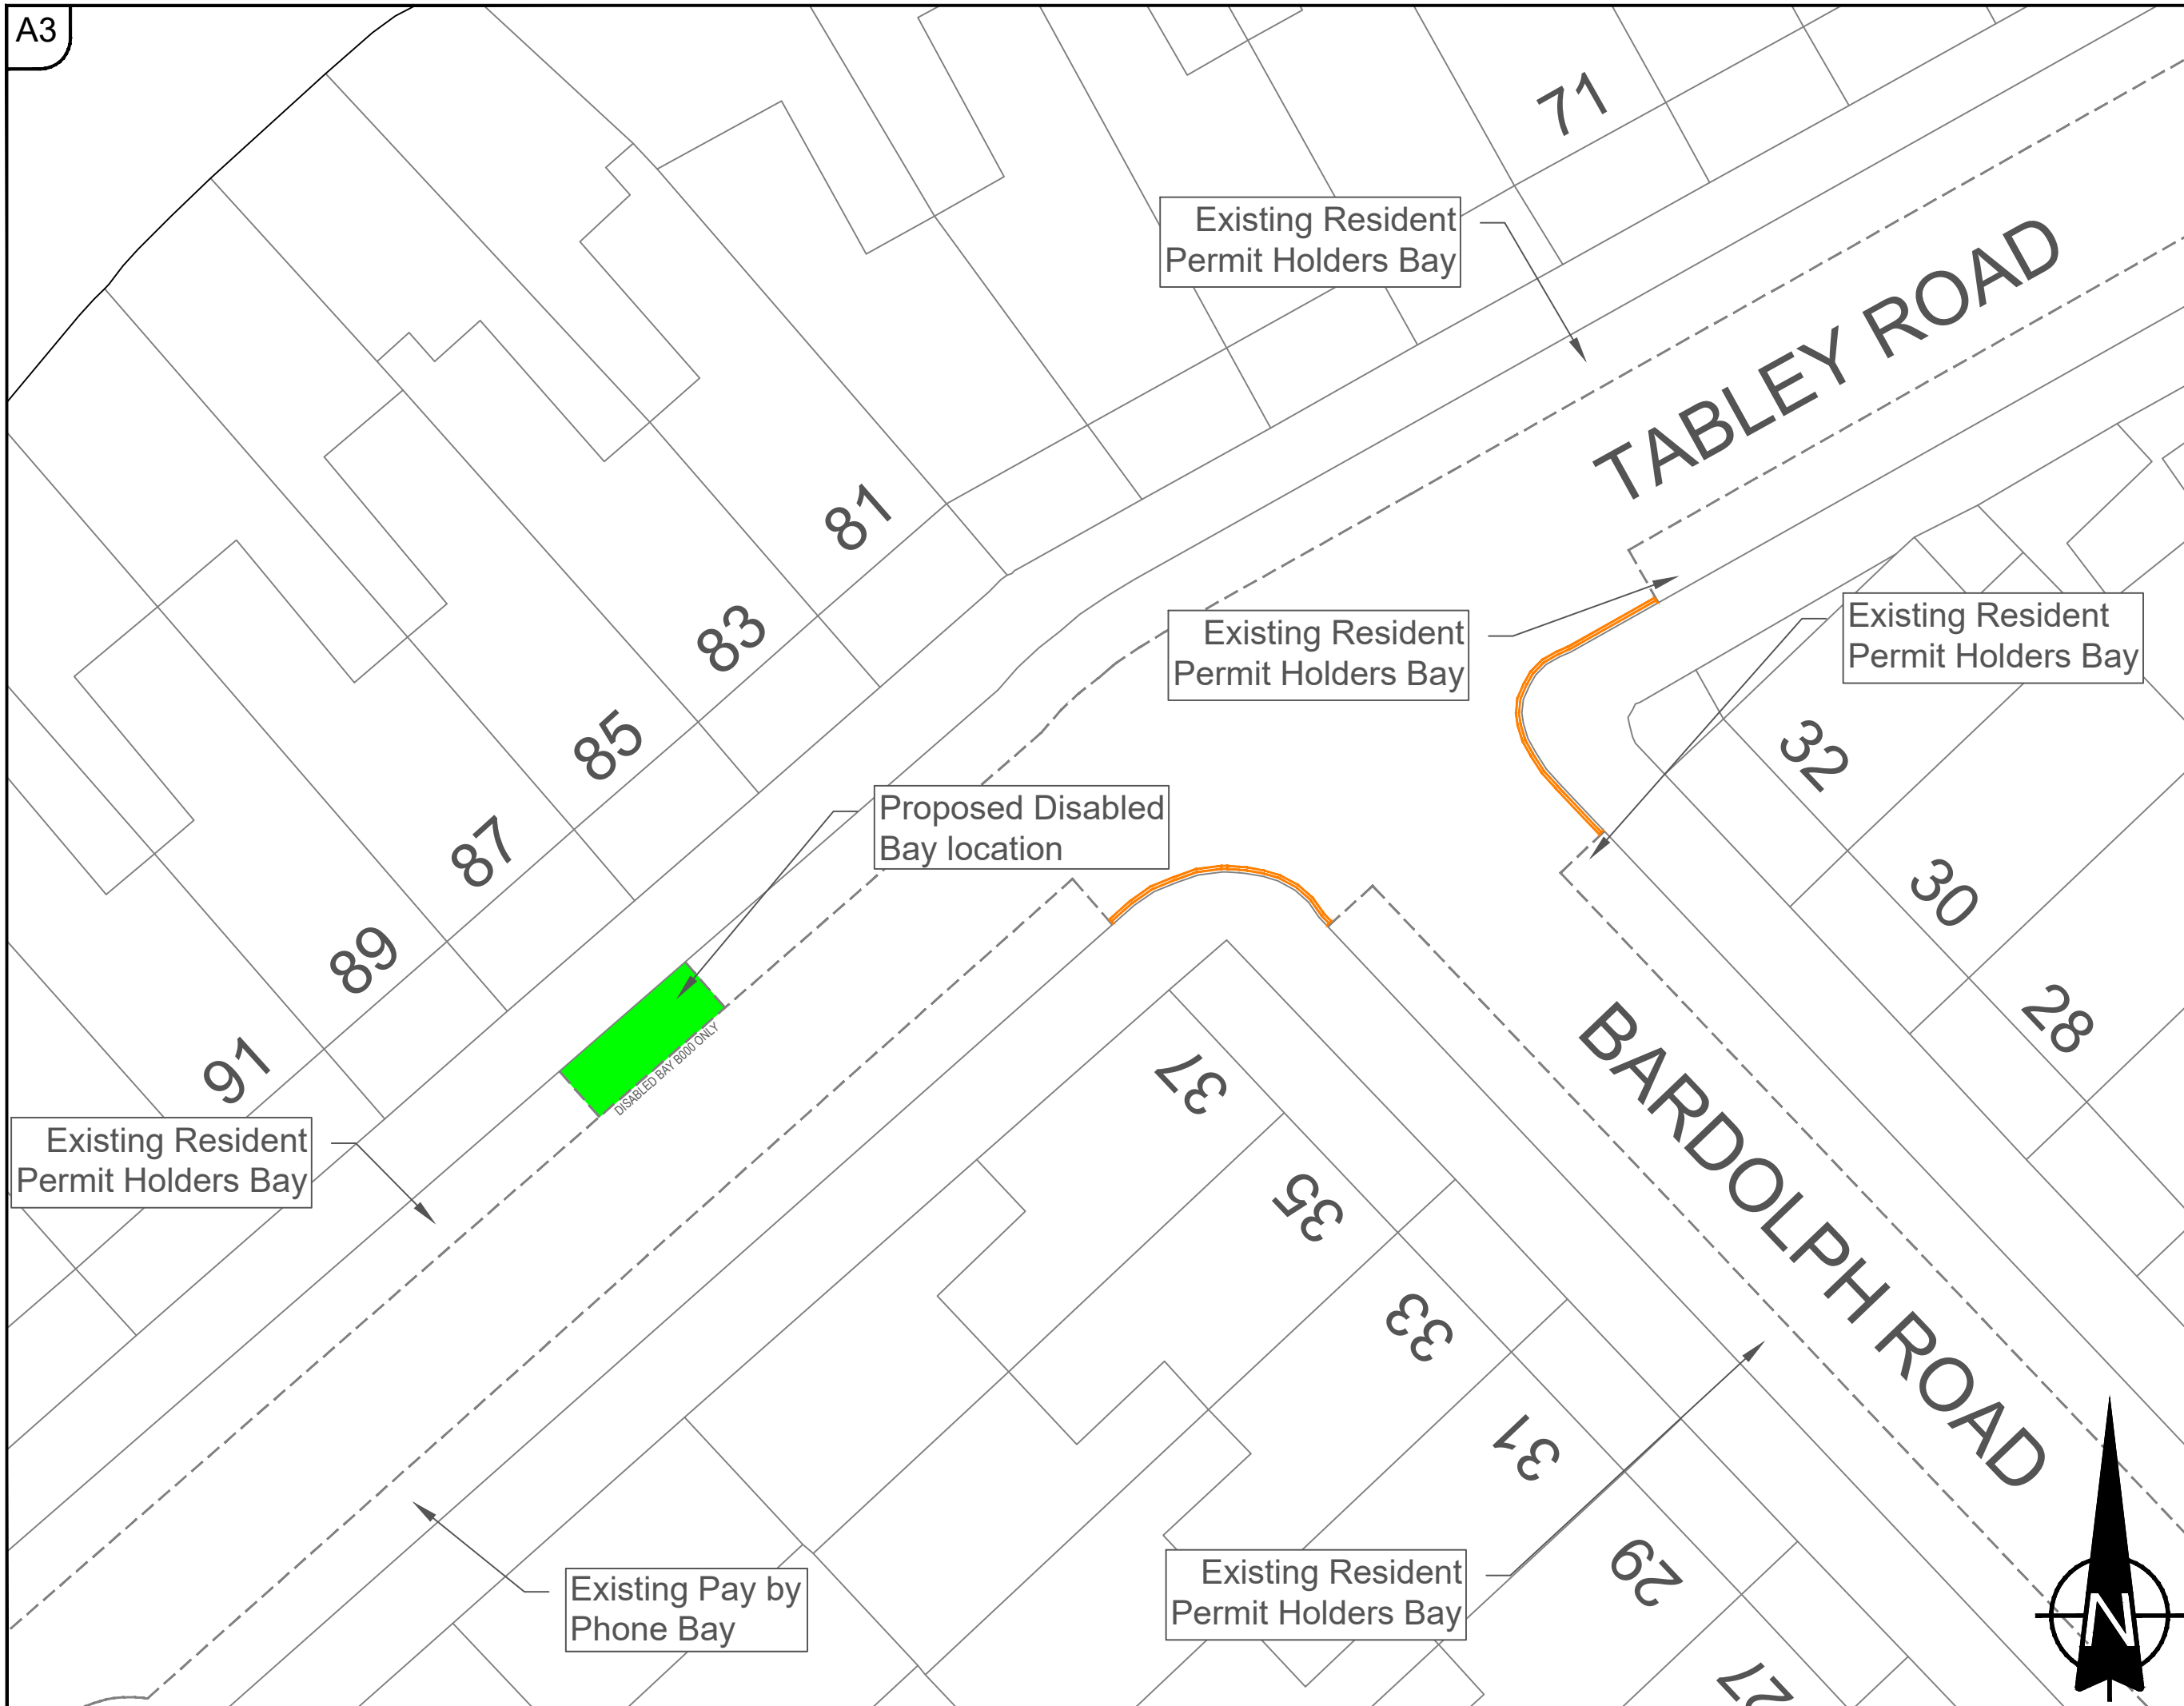 A3
71
Existing Resident
Permit Holders Bay
TABLEY ROAD
81
83
Existing Resident
Permit Holders Bay
Existing Resident
Permit Holders Bay
85
32
Proposed Disabled
Bay location
87
30
89
28
91
DISABLED BAY B000 ONLY
37
BARDOLPH ROAD
Existing Resident
Permit Holders Bay
35
33
31
Existing Pay by
Phone Bay
Existing Resident
Permit Holders Bay
29
N
27